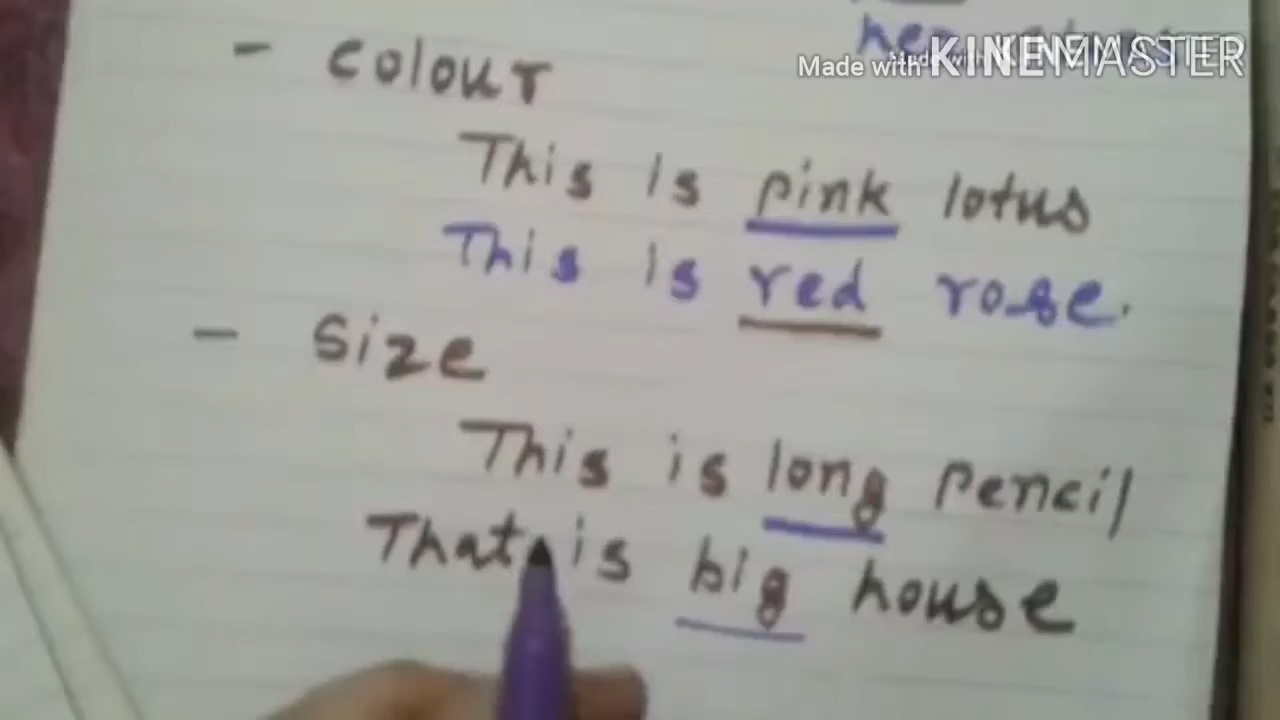 Made with KINEMASTER
- colour
This is pink lotus
This is red rose.
- Size
This is long pencil
That is big house